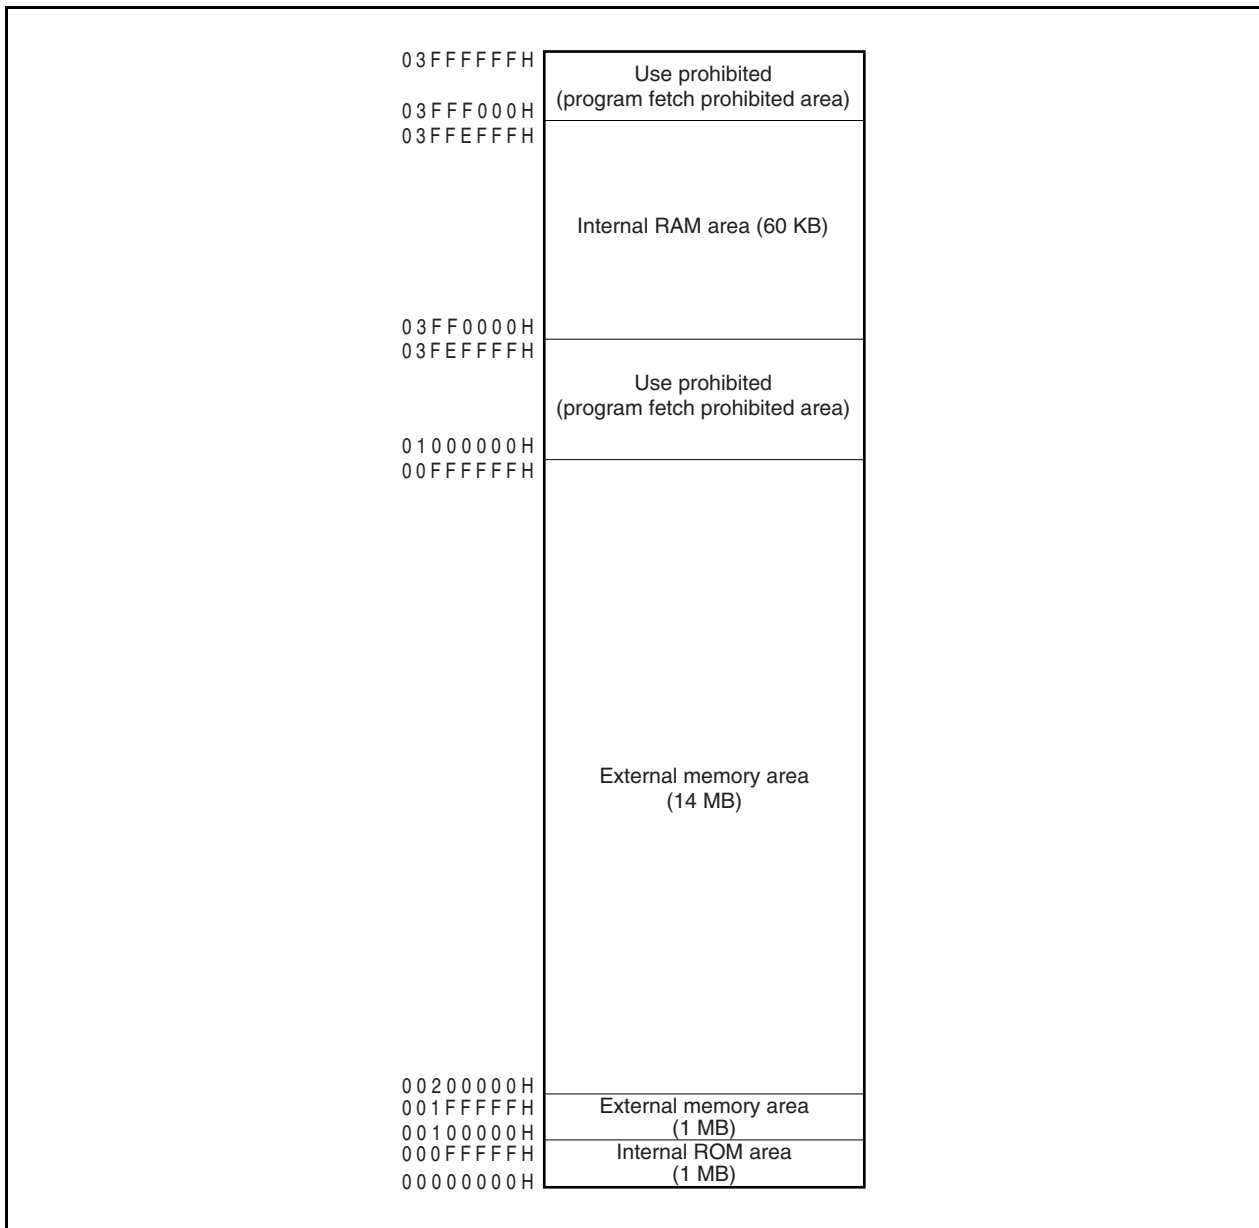 03FFFFFFH
Use prohibited
(program fetch prohibited area)
03FFF000H
03FFEFFFH
Internal RAM area (60 KB)
03FF0000H
03FEFFFFH
Use prohibited
(program fetch prohibited area)
01000000H
00FFFFFFH
External memory area
(14 MB)
00200000H
001FFFFFH
External memory area
(1 MB)
00100000H
000FFFFFH
Internal ROM area
(1 MB)
00000000H